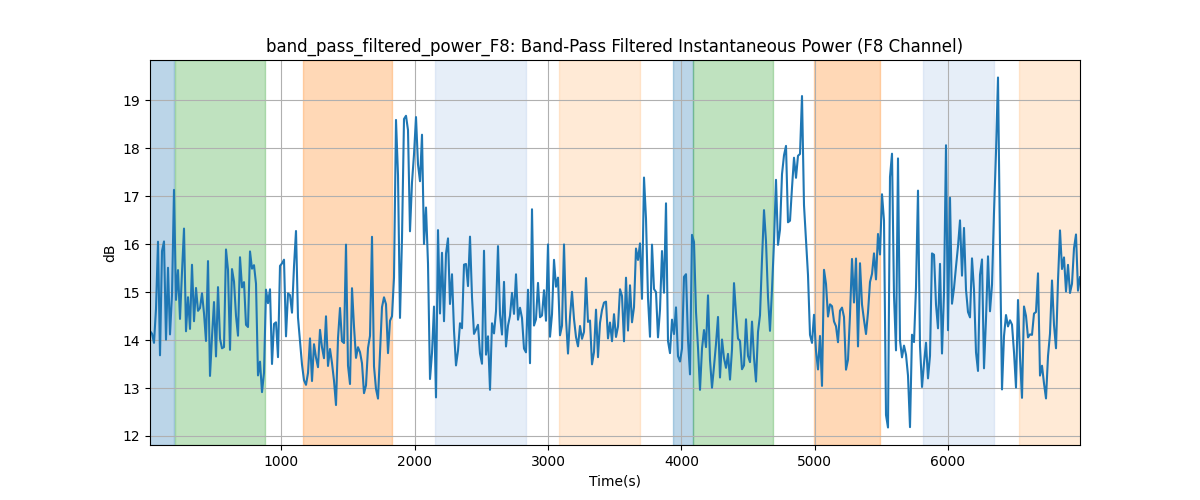 band_pass_filtered_power_F8: Band-Pass Filtered Instantaneous Power (F8 Channel)
dB
19
18
17
16
15
14
13
12
1000 2000 3000 4000 5000 6000
Time(s)